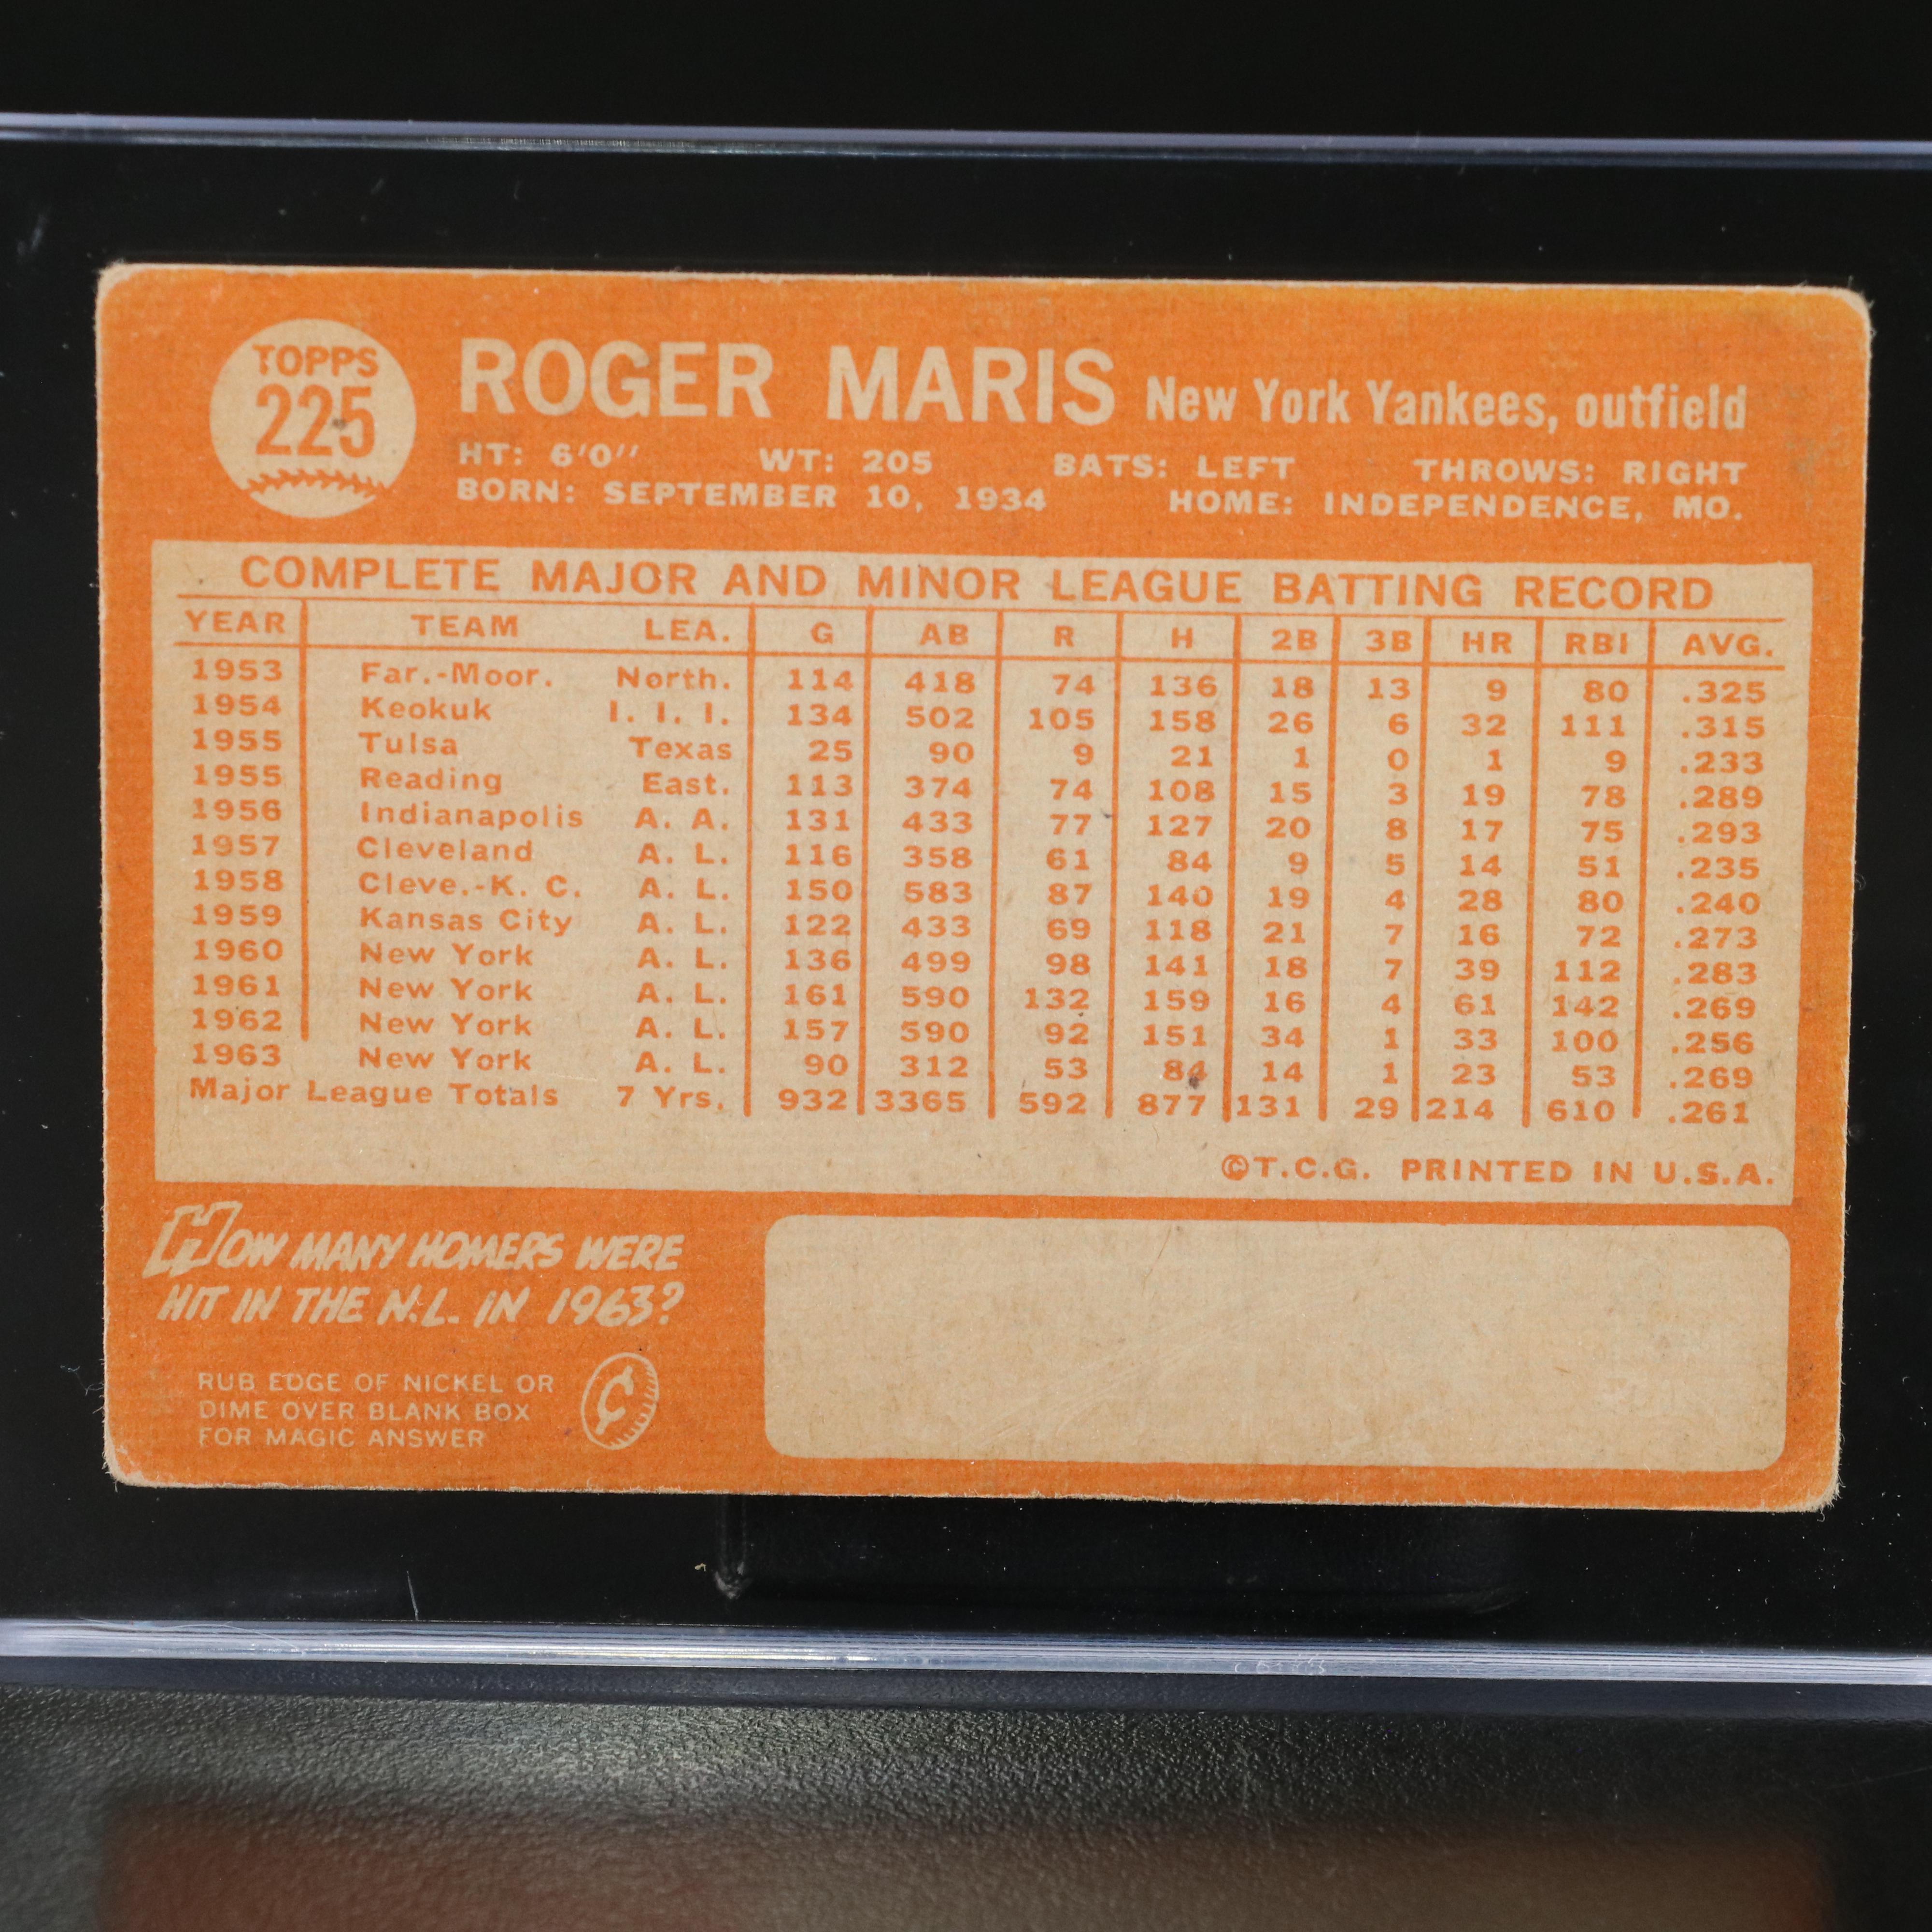 TOPPS
225
ROGER MARIS New York Yankees, outfield
HT: 6'0'' WT: 205 BATS: LEFT THROWS: RIGHT
BORN: SEPTEMBER 10, 1934 HOME: INDEPENDENCE, MO.
COMPLETE MAJOR AND MINOR LEAGUE BATTING RECORD
YEAR TEAM LEA. G AB R H 2B 3B HR RBI AVG.
1953 Far.-Moor. North. 114 418 74 136 18 13 9 80 .325
1954 Keokuk I. I. I. 134 502 105 158 26 6 32 111 .315
1955 Tulsa Texas 25 90 9 21 1 0 1 9 .233
1955 Reading East. 113 374 74 108 15 3 19 78 .289
1956 Indianapolis A. A. 131 433 77 127 20 8 17 75 .293
1957 Cleveland A. L. 116 358 61 84 9 5 14 51 .235
1958 Cleve.-K. C. A. L. 150 583 87 140 19 4 28 80 .240
1959 Kansas City A. L. 122 433 69 118 21 7 16 72 .273
1960 New York A. L. 136 499 98 141 18 7 39 112 .283
1961 New York A. L. 161 590 132 159 16 4 61 142 .269
1962 New York A. L. 157 590 92 151 34 1 33 100 .256
1963 New York A. L. 90 312 53 84 14 1 23 53 .269
Major League Totals 7 Yrs. 932 3365 592 877 131 29 214 610 .261
©T.C.G. PRINTED IN U.S.A.
HOW MANY HOMERS WERE
HIT IN THE N.L. IN 1963?
RUB EDGE OF NICKEL OR
DIME OVER BLANK BOX
FOR MAGIC ANSWER
¢